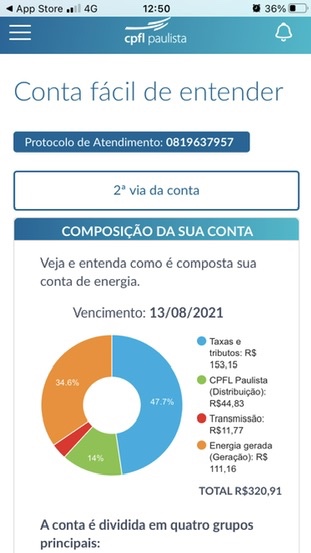 App Store 4G 12:50 36%
cpfl paulista
Conta fácil de entender
Protocolo de Atendimento: 0819637957
2ª via da conta
COMPOSIÇÃO DA SUA CONTA
Veja e entenda como é composta sua
conta de energia.
Vencimento: 13/08/2021
34.6%
47.7%
14%
Taxas e
tributos: R$
153,15
CPFL Paulista
(Distribuição):
R$44,83
Transmissão:
R$11,77
Energia gerada
(Geração): R$
111,16
TOTAL R$320,91
A conta é dividida em quatro grupos
principais: